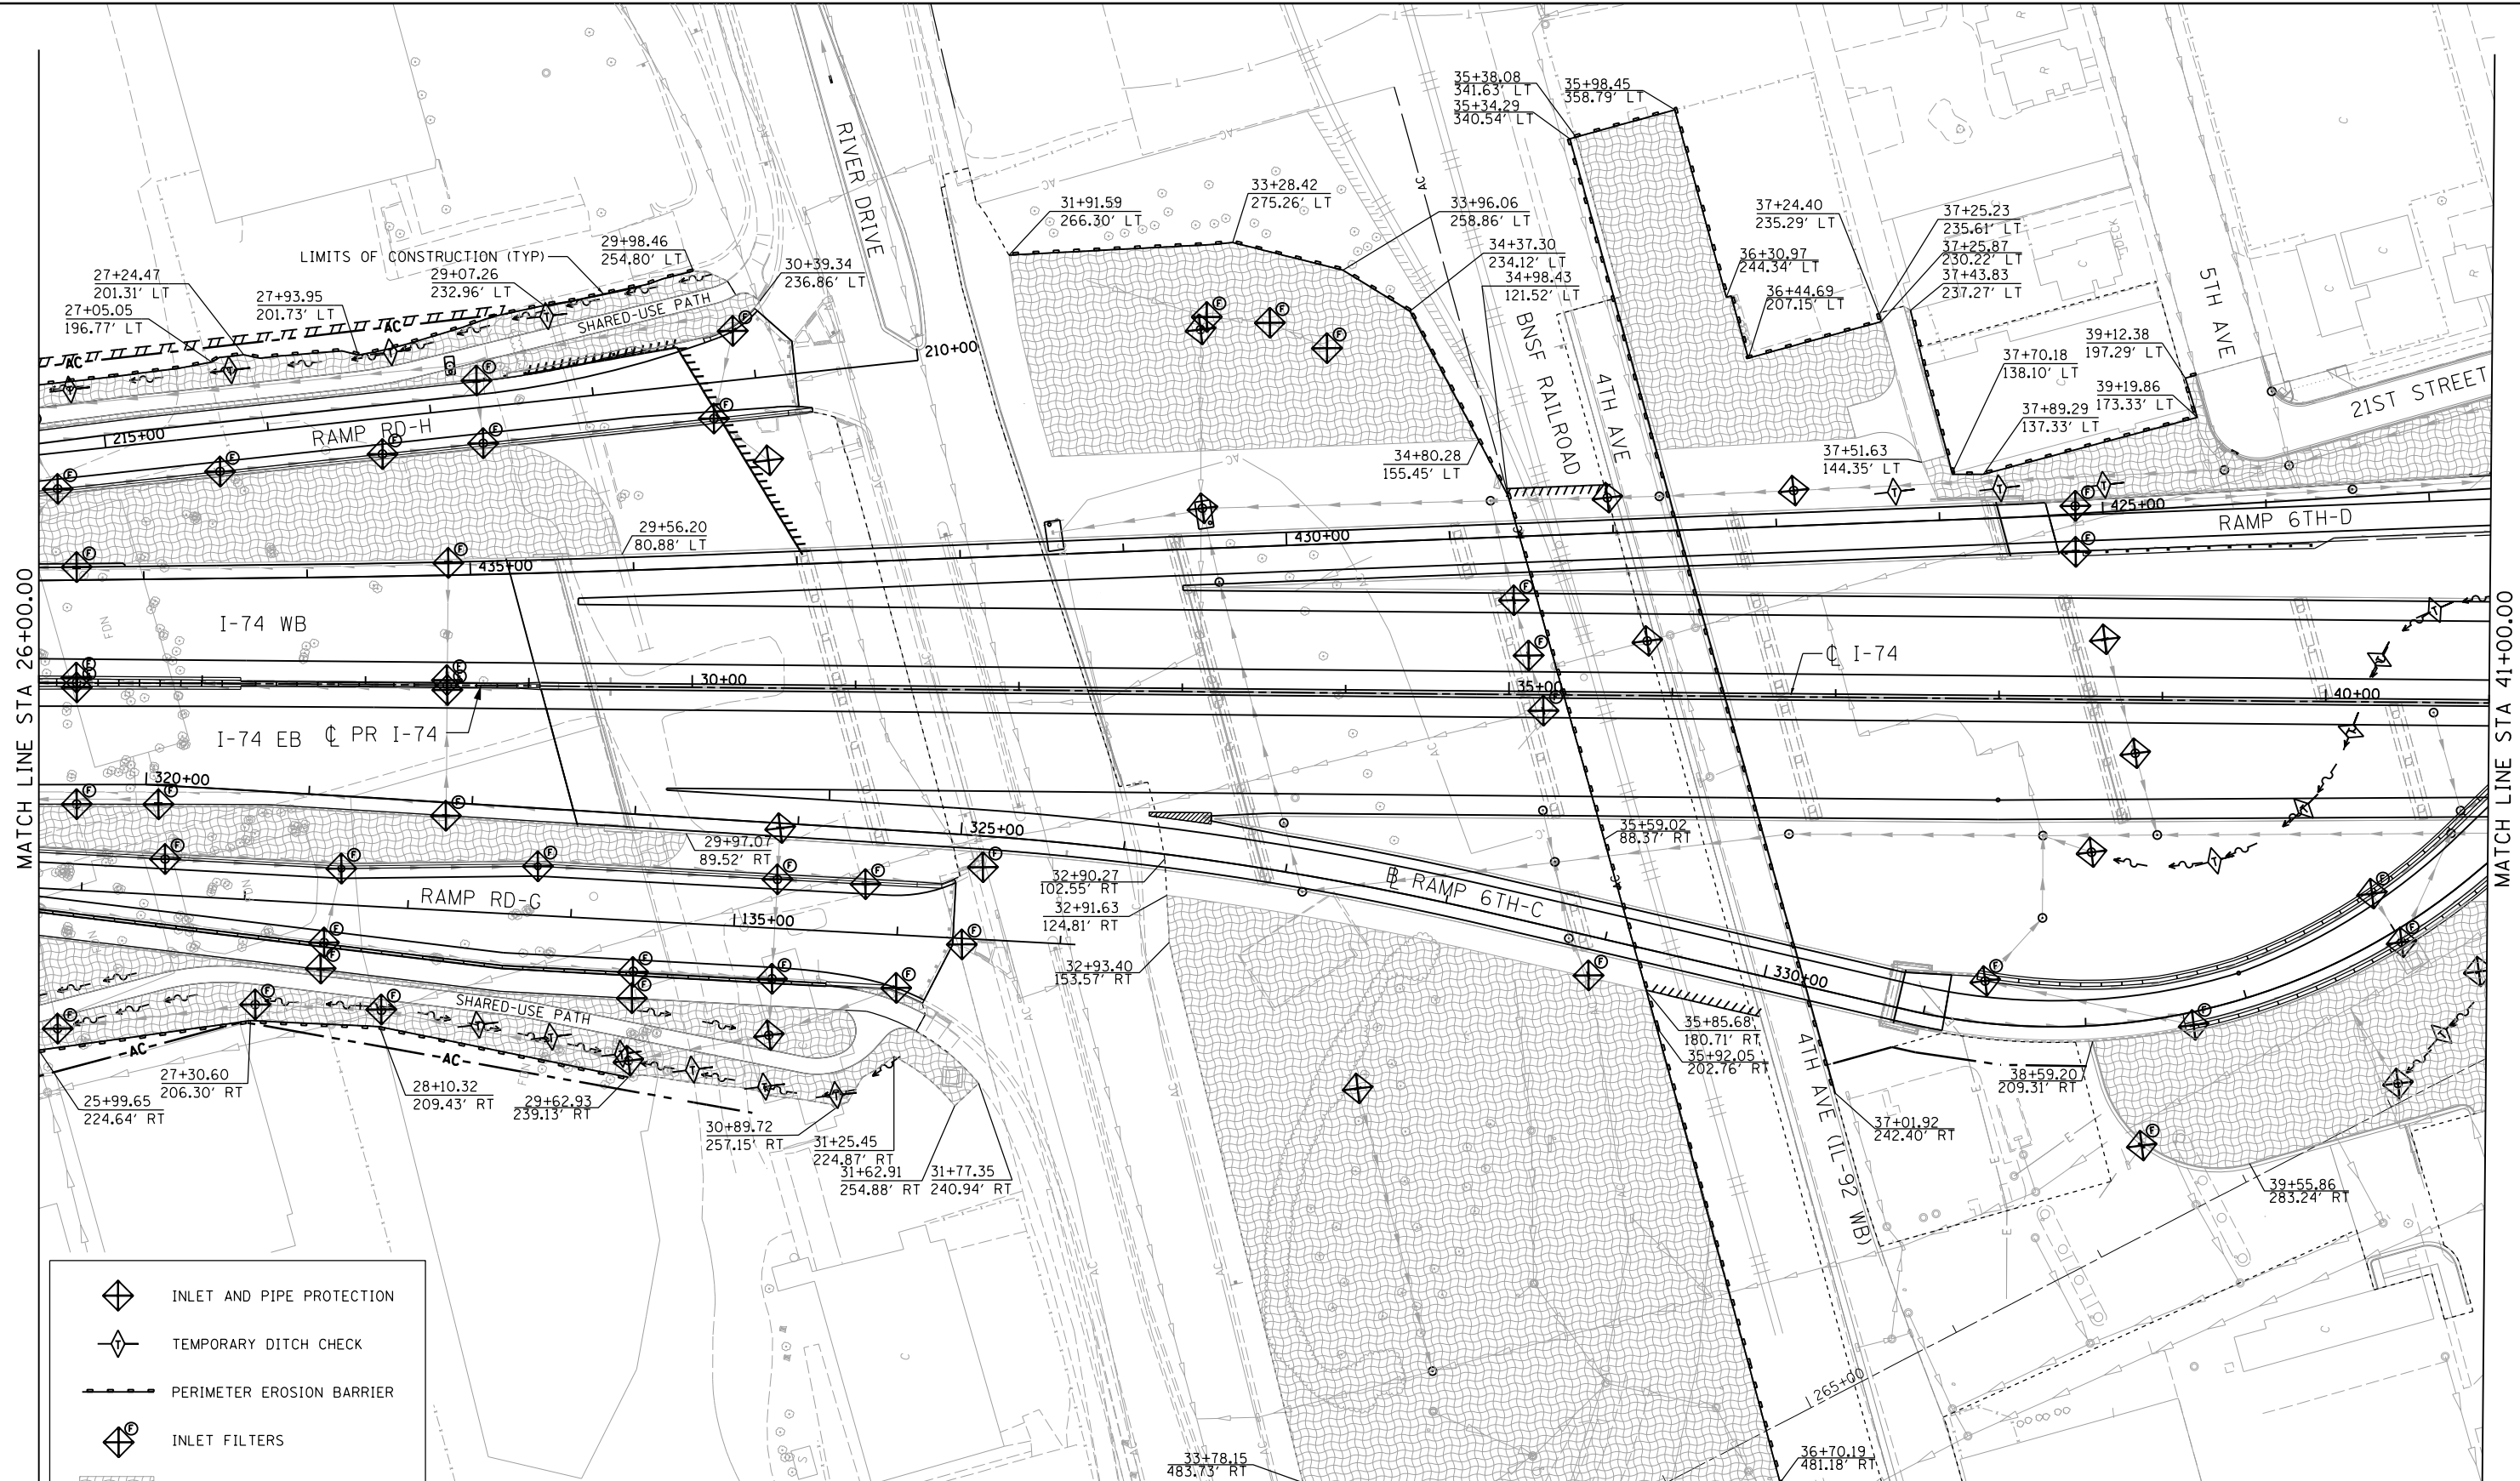 35+38.08
341.63' LT
35+34.29
340.54' LT
35+98.45
358.79' LT
RIVER DRIVE
31+91.59
266.30' LT
33+28.42
275.26' LT
33+96.06
258.86' LT
34+37.30
234.12' LT
34+98.43
121.52' LT
37+24.40
235.29' LT
37+25.23
235.61' LT
37+25.87
230.22' LT
37+43.83
237.27' LT
36+30.97
244.34' LT
36+44.69
207.15' LT
5TH AVE
LIMITS OF CONSTRUCTION (TYP)
29+98.46
254.80' LT
27+24.47
201.31' LT
27+05.05
196.77' LT
27+93.95
201.73' LT
29+07.26
232.96' LT
30+39.34
236.86' LT
SHARED-USE PATH
AC
AC
210+00
BNSF RAILROAD
4TH AVE
39+12.38
197.29' LT
37+70.18
138.10' LT
39+19.86
173.33' LT
37+89.29
137.33' LT
21ST STREET
215+00
RAMP RD-H
34+80.28
155.45' LT
37+51.63
144.35' LT
29+56.20
80.88' LT
435+00
430+00
425+00
RAMP 6TH-D
MATCH LINE STA 26+00.00
I-74 WB
℄ I-74
30+00
35+00
40+00
MATCH LINE STA 41+00.00
I-74 EB
℄ PR I-74
320+00
325+00
29+97.07
89.52' RT
35+59.02
88.37' RT
32+90.27
102.55' RT
32+91.63
124.81' RT
32+93.40
153.57' RT
RAMP 6TH-C
RAMP RD-G
135+00
330+00
SHARED-USE PATH
AC
AC
27+30.60
206.30' RT
25+99.65
224.64' RT
28+10.32
209.43' RT
29+62.93
239.13' RT
30+89.72
257.15' RT
31+25.45
224.87' RT
31+62.91
254.88' RT
31+77.35
240.94' RT
35+85.68
180.71' RT
35+92.05
202.76' RT
4TH AVE (IL-92 WB)
38+59.20
209.31' RT
37+01.92
242.40' RT
39+55.86
283.24' RT
265+00
33+78.15
483.73' RT
36+70.19
481.18' RT
INLET AND PIPE PROTECTION
T TEMPORARY DITCH CHECK
PERIMETER EROSION BARRIER
F INLET FILTERS